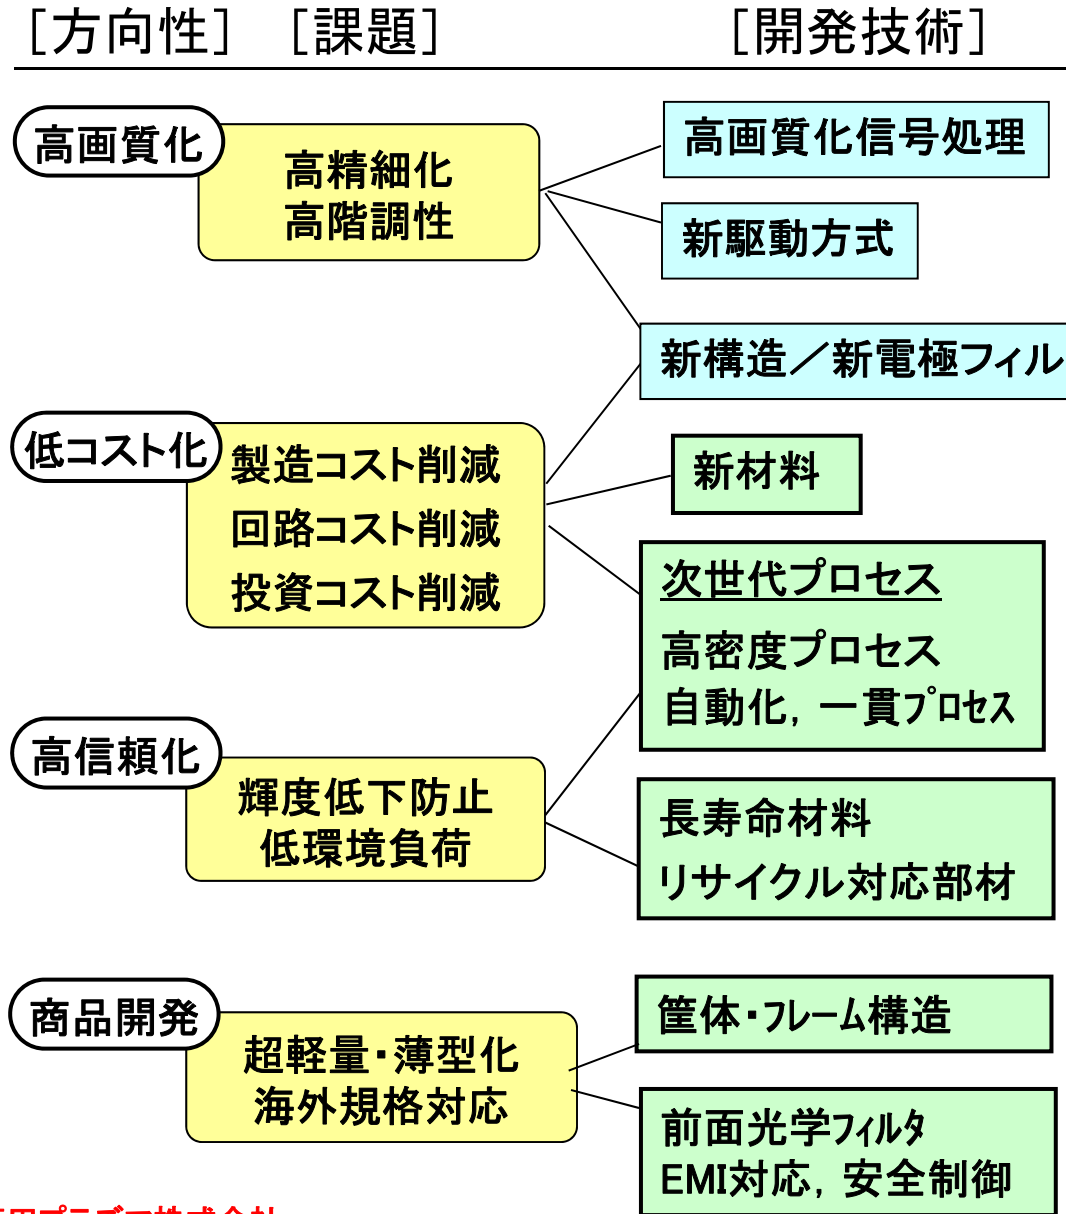 ［方向性］ ［課題］ ［開発技術］
高画質化
高精細化
高階調性
高画質化信号処理
新駆動方式
新構造／新電極フィル
低コスト化
製造コスト削減
回路コスト削減
投資コスト削減
新材料
次世代プロセス
高密度プロセス
自動化，一貫プロセス
高信頼化
輝度低下防止
低環境負荷
長寿命材料
リサイクル対応部材
商品開発
超軽量・薄型化
海外規格対応
筐体・フレーム構造
前面光学フィルタ
EMI対応，安全制御
プラズマ株式会社